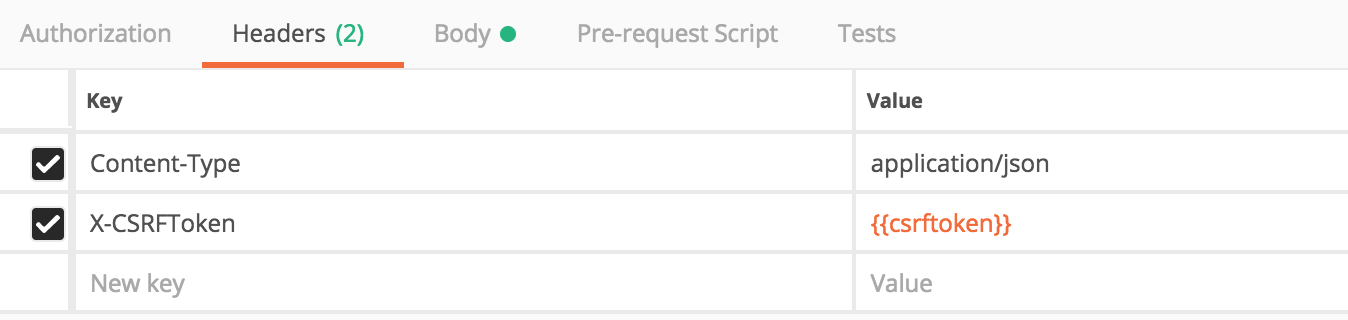 Authorization Headers (2) Body Pre-request Script Tests
Key Value
Content-Type application/json
X-CSRFToken {{csrftoken}}
New key Value